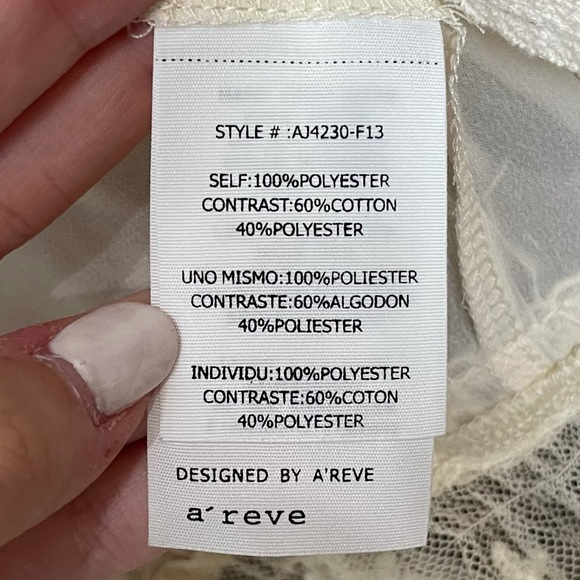 STYLE # :AJ4230-F13
SELF:100%POLYESTER
CONTRAST:60%COTTON
40%POLYESTER
UNO MISMO:100%POLIESTER
CONTRASTE:60%ALGODON
40%POLIESTER
INDIVIDU:100%POLYESTER
CONTRASTE:60%COTON
40%POLYESTER
DESIGNED BY A'REVE
a´reve